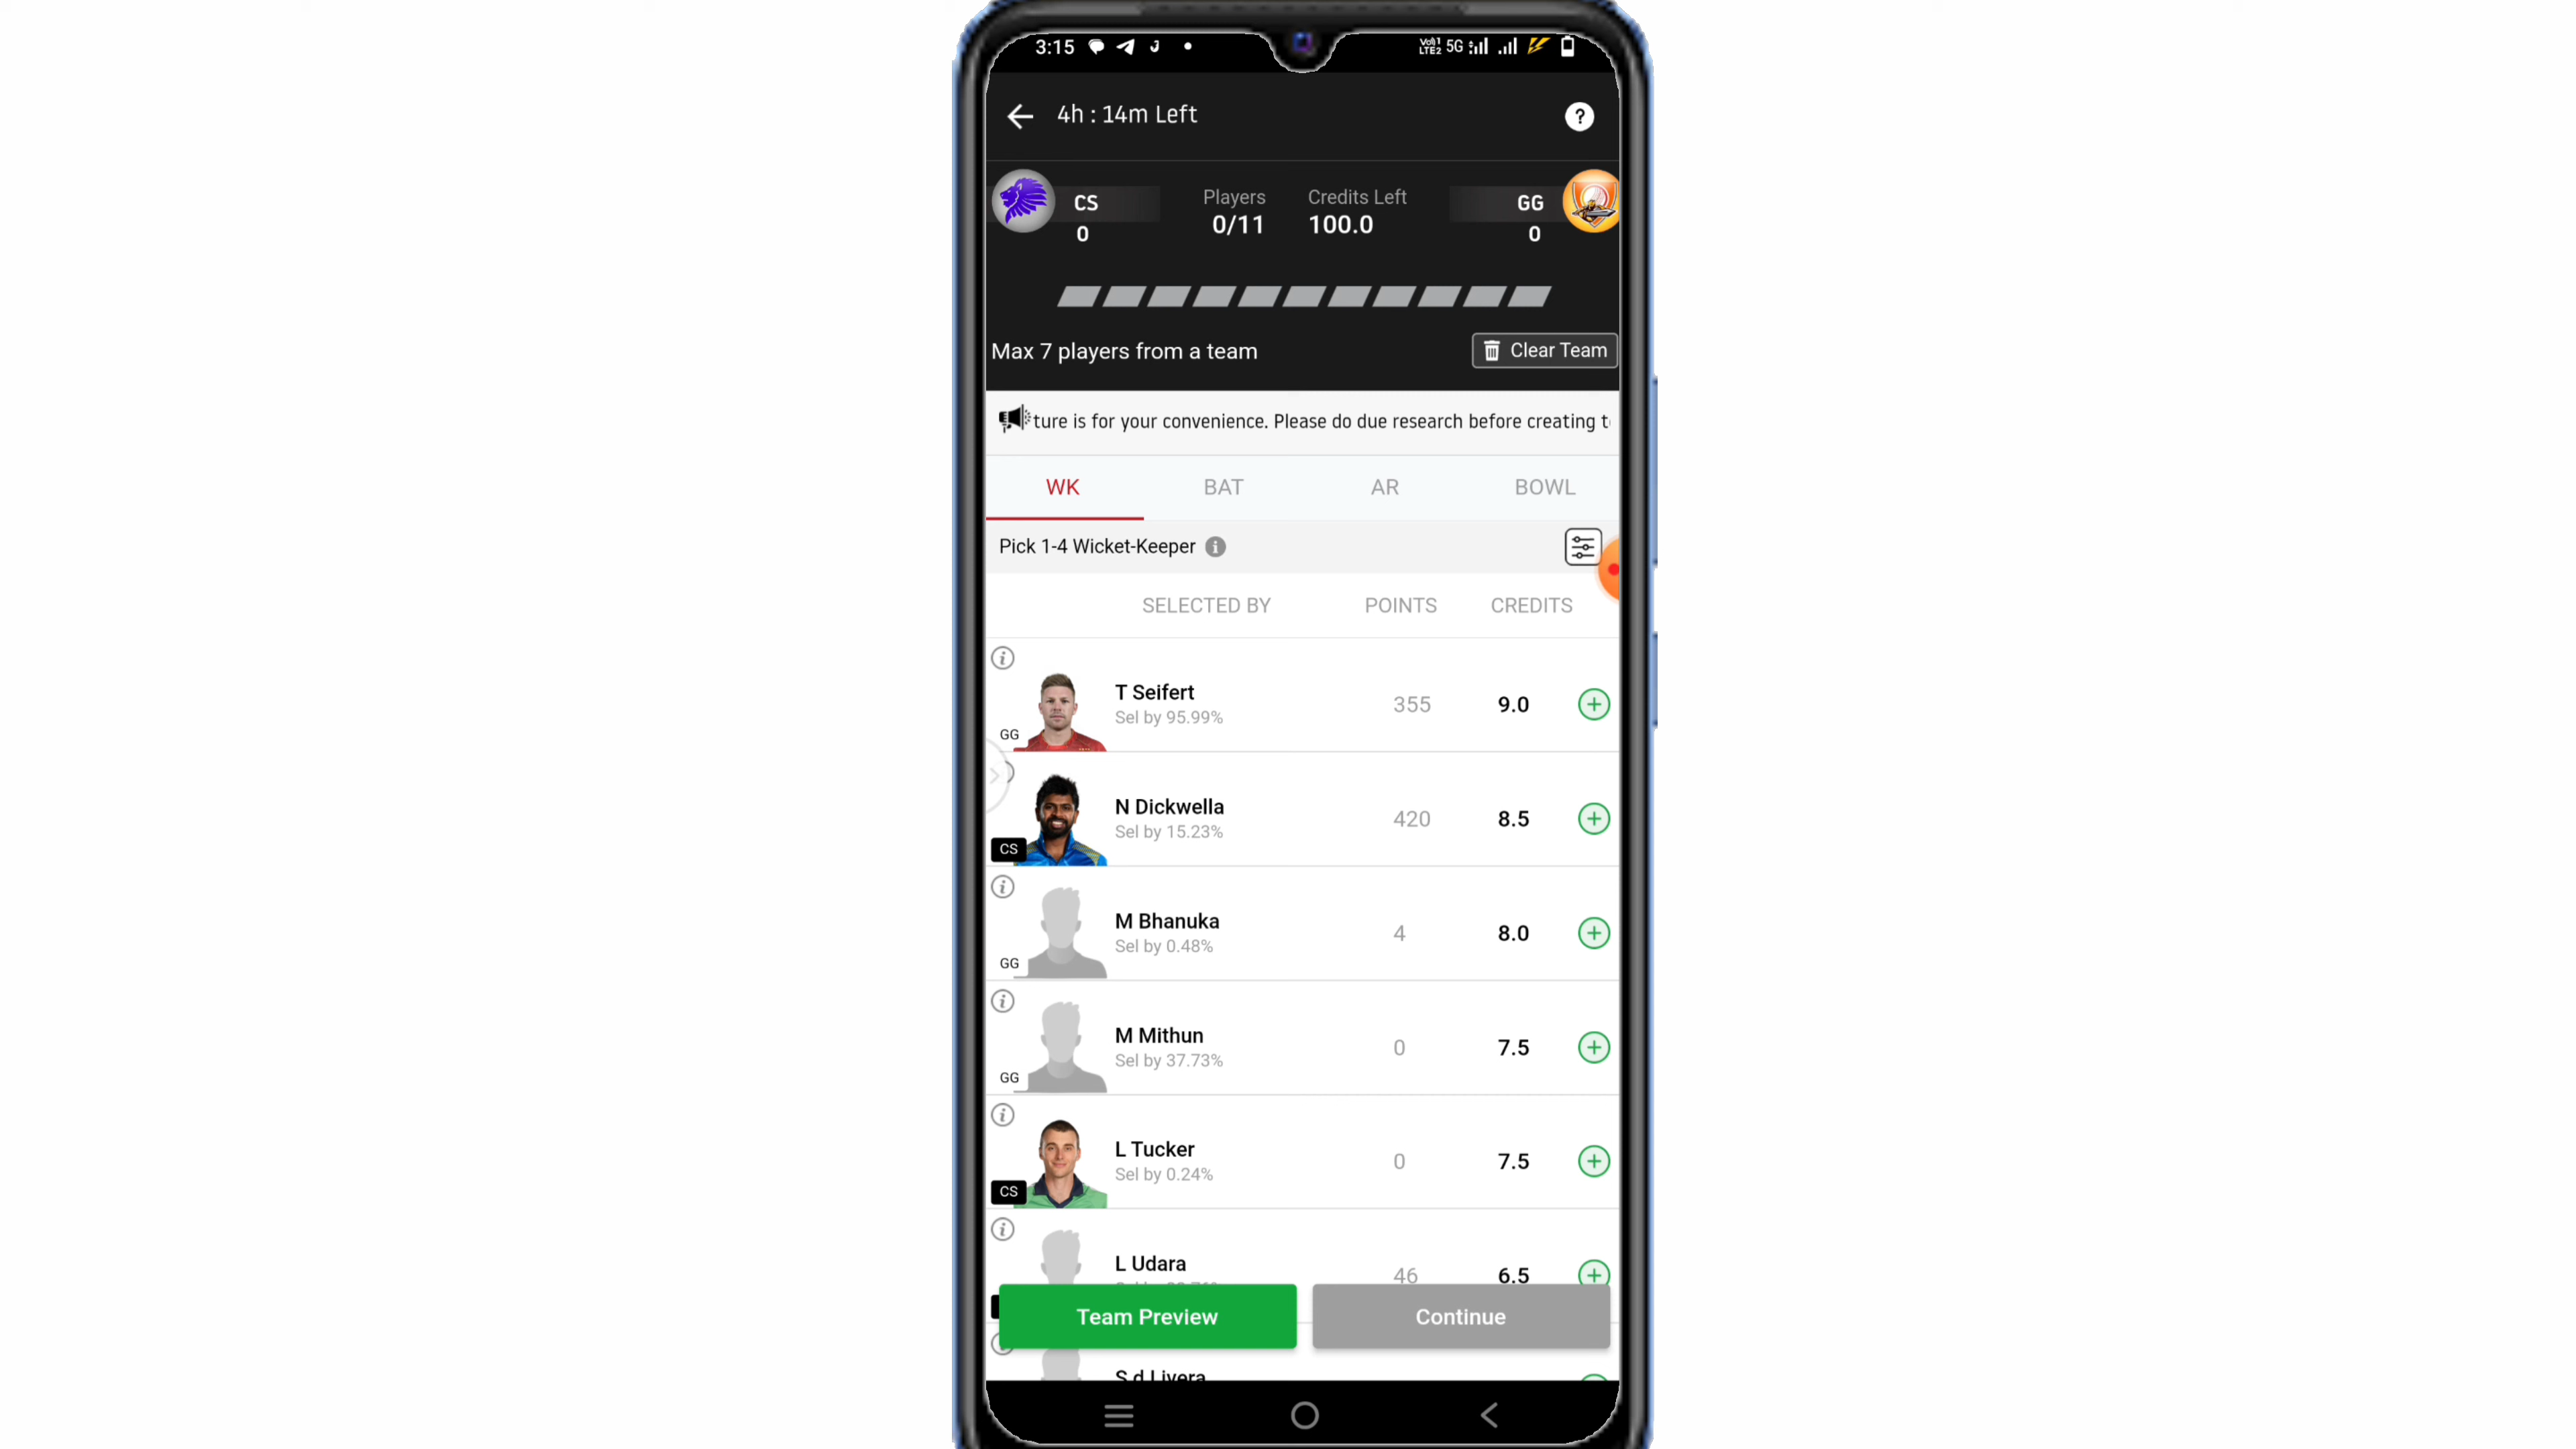 3:15
VoI) 1 LTE2 5G
4h : 14m Left
?
CS Players Credits Left GG
0 0/11 100.0 0
Max 7 players from a team Clear Team
ture is for your convenience. Please do due research before creating t
WK BAT AR BOWL
Pick 1-4 Wicket-Keeper i
SELECTED BY POINTS CREDITS
T Seifert
Sel by 95.99%
GG
355 9.0
N Dickwella
Sel by 15.23%
CS
420 8.5
M Bhanuka
Sel by 0.48%
GG
4 8.0
M Mithun
Sel by 37.73%
GG
0 7.5
L Tucker
Sel by 0.24%
CS
0 7.5
L Udara
46 6.5
Team Preview Continue
S d Livera